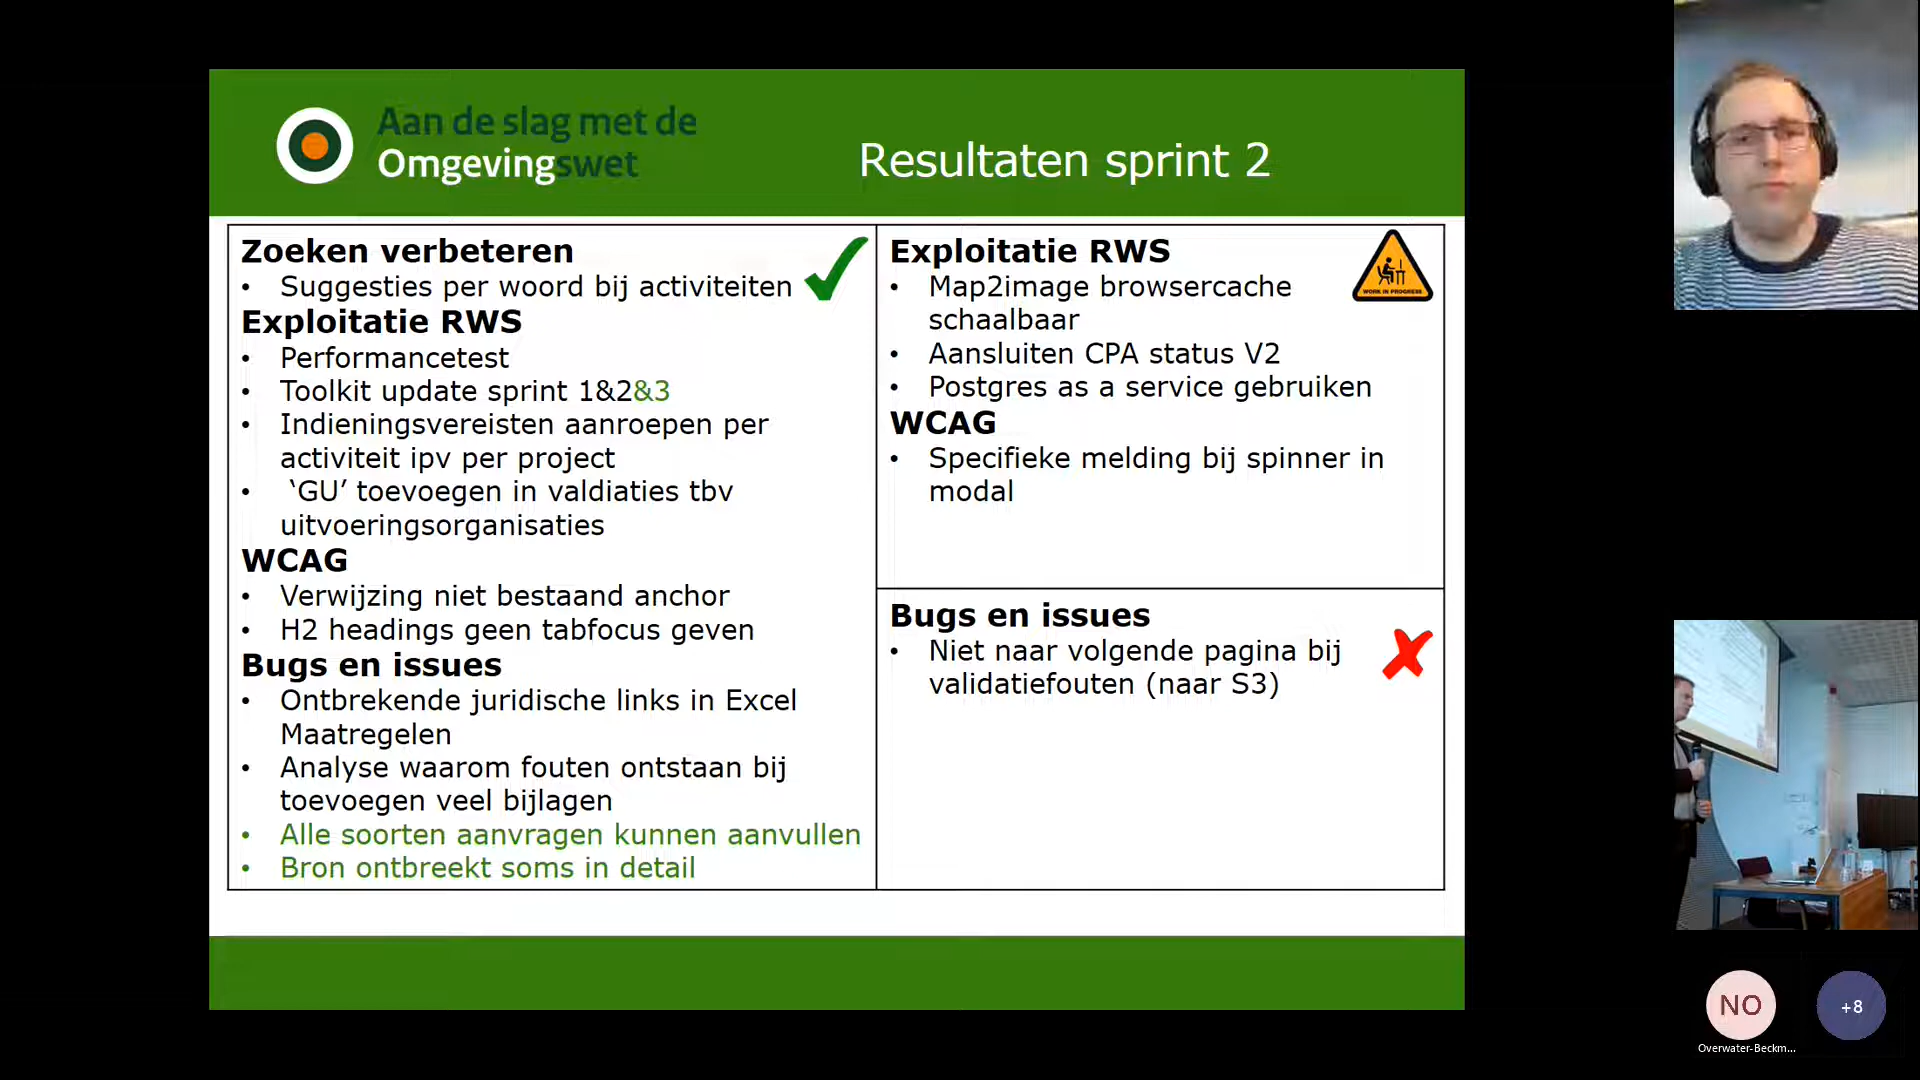 Aan de slag met de
Omgevingswet
Resultaten sprint 2
Zoeken verbeteren
• Suggesties per woord bij activiteiten
Exploitatie RWS
• Performancetest
• Toolkit update sprint 1&2&3
• Indieningsvereisten aanroepen per
activiteit ipv per project
• ‘GU’ toevoegen in valdiaties tbv
uitvoeringsorganisaties
WCAG
• Verwijzing niet bestaand anchor
• H2 headings geen tabfocus geven
Bugs en issues
• Ontbrekende juridische links in Excel
Maatregelen
• Analyse waarom fouten ontstaan bij
toevoegen veel bijlagen
• Alle soorten aanvragen kunnen aanvullen
• Bron ontbreekt soms in detail
Exploitatie RWS
• Map2image browsercache
schaalbaar
• Aansluiten CPA status V2
• Postgres as a service gebruiken
WORK IN PROGRESS
WCAG
• Specifieke melding bij spinner in
modal
Bugs en issues
• Niet naar volgende pagina bij
validatiefouten (naar S3)
NO
+8
Overwater-Beckm...